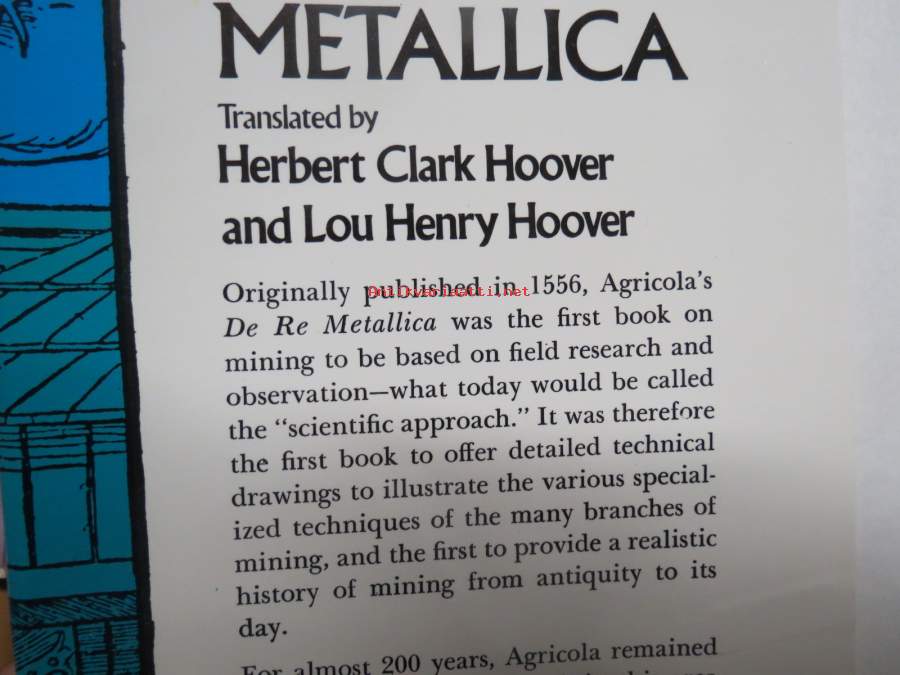 METALLICA
Translated by
Herbert Clark Hoover
and Lou Henry Hoover
Originally published in 1556, Agricola's
De Re Metallica was the first book on
mining to be based on field research and
observation—what today would be called
the “scientific approach.” It was therefore
the first book to offer detailed technical
drawings to illustrate the various special-
ized techniques of the many branches of
mining, and the first to provide a realistic
history of mining from antiquity to its
day.
For almost 200 years, Agricola remained